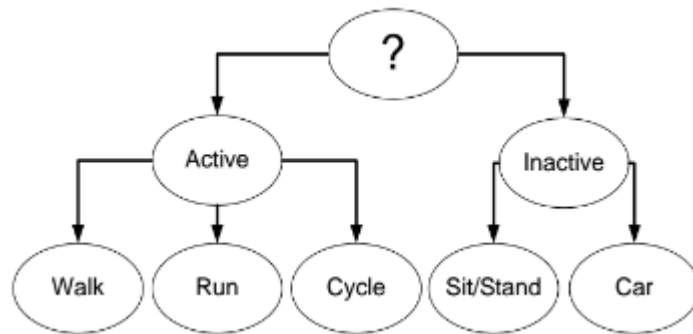 ?
Active
Inactive
Walk
Run
Cycle
Sit/Stand
Car